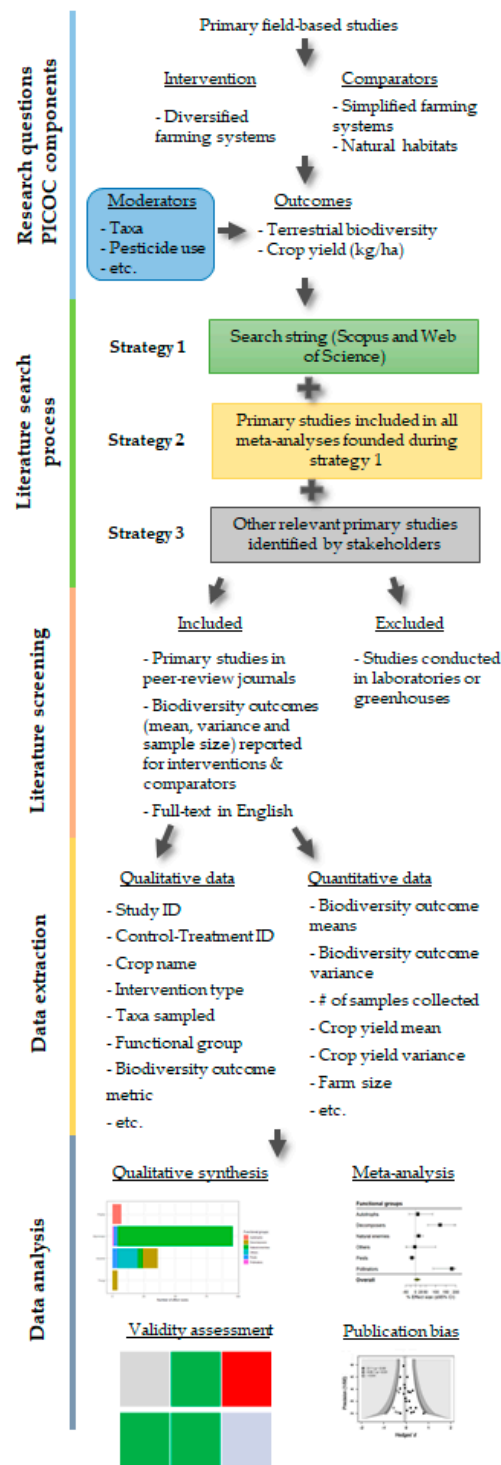 Primary field-based studies
Research questions
PICOC components
Intervention
- Diversified
farming systems
Comparators
- Simplified farming
systems
- Natural habitats
Moderators
- Taxa
- Pesticide use
- etc.
Outcomes
- Terrestrial biodiversity
- Crop yield (kg/ha)
Literature search
process
Strategy 1
Search string (Scopus and Web
of Science)
Strategy 2
Primary studies included in all
meta-analyses founded during
strategy 1
Strategy 3
Other relevant primary studies
identified by stakeholders
Literature screening
Included
- Primary studies in
peer-review journals
- Biodiversity outcomes
(mean, variance and
sample size) reported
for interventions &
comparators
- Full-text in English
Excluded
- Studies conducted
in laboratories or
greenhouses
Data extraction
Qualitative data
- Study ID
- Control-Treatment ID
- Crop name
- Intervention type
- Taxa sampled
- Functional group
- Biodiversity outcome
metric
- etc.
Quantitative data
- Biodiversity outcome
means
- Biodiversity outcome
variance
- # of samples collected
- Crop yield mean
- Crop yield variance
- Farm size
- etc.
Data analysis
Qualitative synthesis
Meta-analysis
Functional groups
Autotrophs
Decomposers
Natural enemies
Others
Pests
Pollinators
Overall
% Effect size (±95% CI)
Validity assessment
Publication bias
Precision (1/SE)
Hedges' d